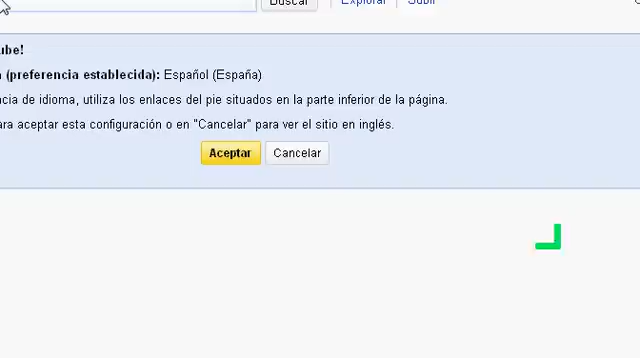 Buscar Explorar Subir
ube!
a (preferencia establecida): Español (España)
cia de idioma, utiliza los enlaces del pie situados en la parte inferior de la página.
ara aceptar esta configuración o en "Cancelar" para ver el sitio en inglés.
Aceptar Cancelar